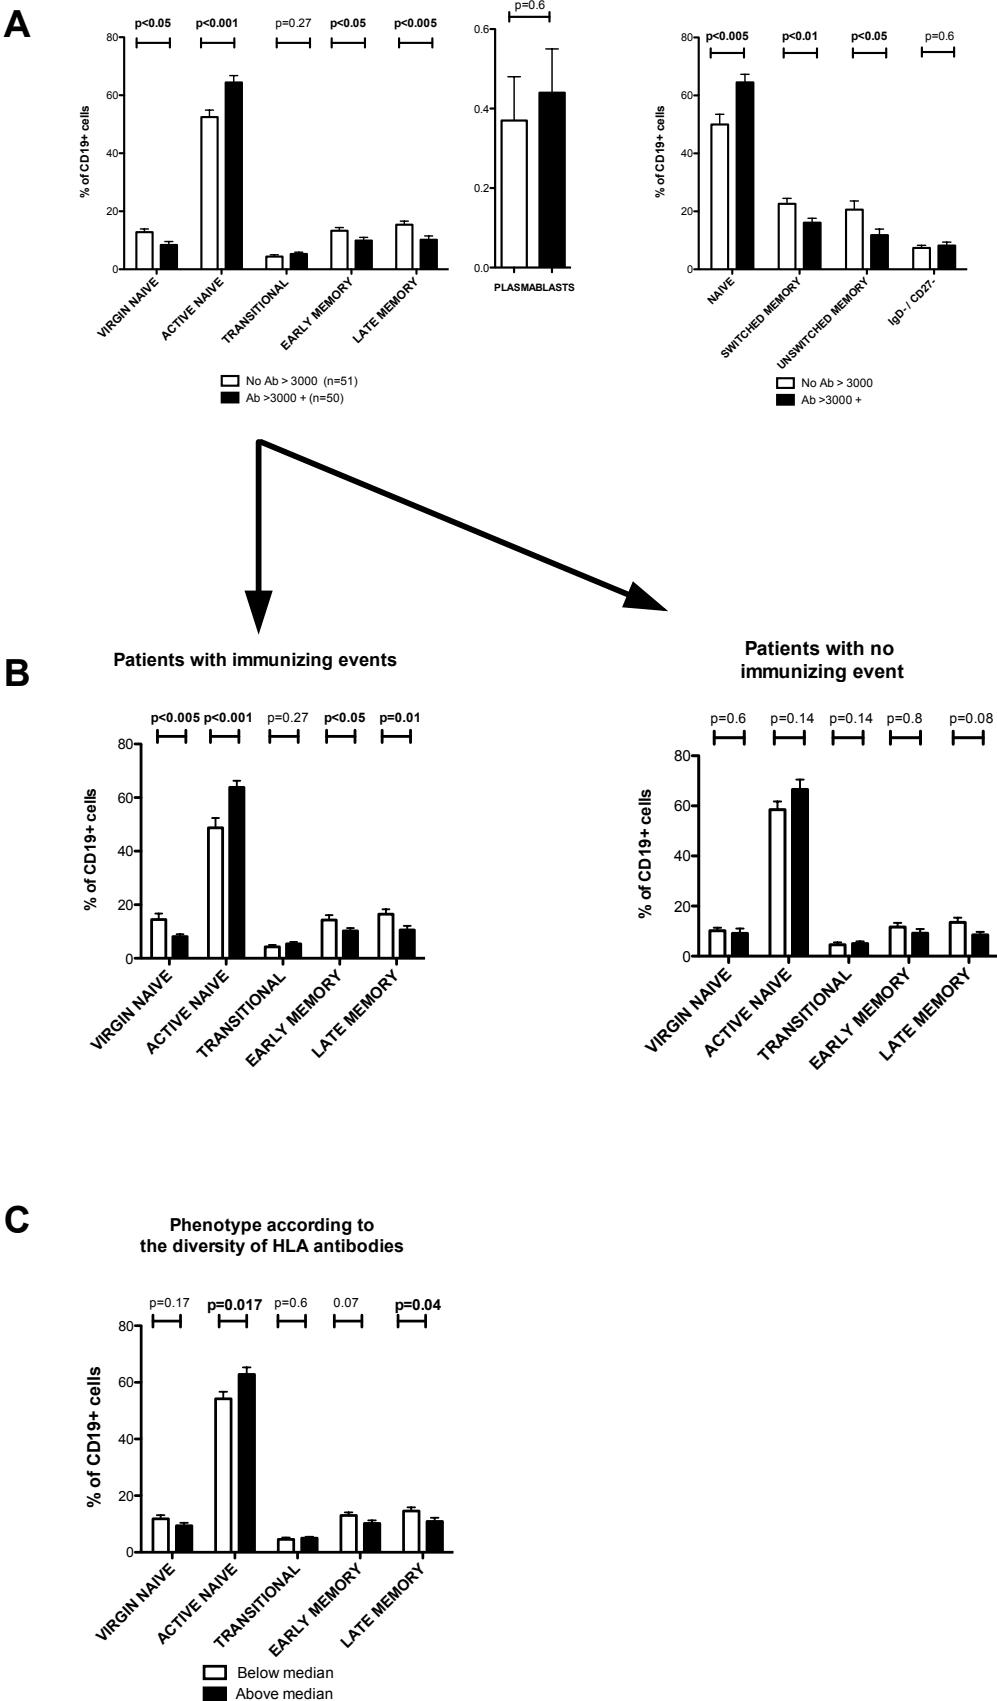 A
p<0.05 p<0.001 p=0.27 p<0.05 p<0.005
80
60
40
20
0
% of CD19+ cells
VIRGIN NAIVE
ACTIVE NAIVE
TRANSITIONAL
EARLY MEMORY
LATE MEMORY
No Ab > 3000 (n=51)
Ab >3000 + (n=50)
p=0.6
0.6
0.4
0.2
0.0
PLASMABLASTS
p<0.005 p<0.01 p<0.05 p=0.6
80
60
40
20
0
% of CD19+ cells
NAIVE
SWITCHED MEMORY
UNSWITCHED MEMORY
IgD- / CD27-
No Ab > 3000
Ab >3000 +
B
Patients with immunizing events
p<0.005 p<0.001 p=0.27 p<0.05 p=0.01
80
60
40
20
0
% of CD19+ cells
VIRGIN NAIVE
ACTIVE NAIVE
TRANSITIONAL
EARLY MEMORY
LATE MEMORY
Patients with no
immunizing event
p=0.6 p=0.14 p=0.14 p=0.8 p=0.08
80
60
40
20
0
% of CD19+ cells
VIRGIN NAIVE
ACTIVE NAIVE
TRANSITIONAL
EARLY MEMORY
LATE MEMORY
C
Phenotype according to
the diversity of HLA antibodies
p=0.17 p=0.017 p=0.6 0.07 p=0.04
80
60
40
20
0
% of CD19+ cells
VIRGIN NAIVE
ACTIVE NAIVE
TRANSITIONAL
EARLY MEMORY
LATE MEMORY
Below median
Above median